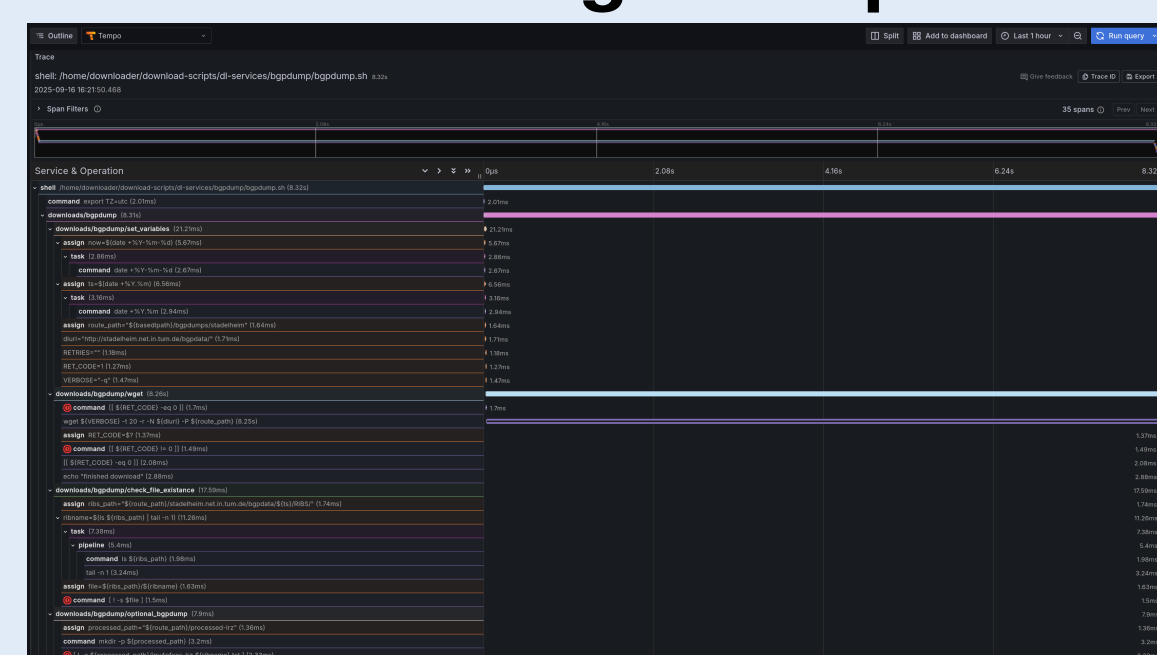 Outline
Tempo
Split
Add to dashboard
Last 1 hour
Run query
Trace
shell: /home/downloader/download-scripts/dl-services/bgpdump/bgpdump.sh 8.32s
Give feedback
Trace ID
Export
2025-09-16 16:21:50.468
Span Filters
35 spans
Prev
Next
0μs 2.08s 4.16s 6.24s 8.32
Service & Operation
0μs 2.08s 4.16s 6.24s 8.32
shell /home/downloader/download-scripts/dl-services/bgpdump/bgpdump.sh (8.32s)
command export TZ=utc (2.01ms) 2.01ms
downloads/bgpdump (8.31s)
downloads/bgpdump/set_variables (21.21ms) 21.21ms
assign now=$(date +%Y-%m-%d) (5.67ms) 5.67ms
task (2.86ms) 2.86ms
command date +%Y-%m-%d (2.67ms) 2.67ms
assign ts=$(date +%Y.%m) (6.56ms) 6.56ms
task (3.16ms) 3.16ms
command date +%Y.%m (2.94ms) 2.94ms
assign route_path="${basedtpath}/bgpdumps/stadelheim" (1.64ms) 1.64ms
dlurl="http://stadelheim.net.in.tum.de/bgpdata/" (1.71ms) 1.71ms
RETRIES="" (1.18ms) 1.18ms
RET_CODE=1 (1.27ms) 1.27ms
VERBOSE="-q" (1.47ms) 1.47ms
downloads/bgpdump/wget (8.26s)
command [[ ${RET_CODE} -eq 0 ]] (1.7ms) 1.7ms
wget ${VERBOSE} -t 20 -r -N ${dlurl} -P ${route_path} (8.25s)
assign RET_CODE=$? (1.37ms) 1.37ms
command [[ ${RET_CODE} != 0 ]] (1.49ms) 1.49ms
[[ ${RET_CODE} -eq 0 ]] (2.08ms) 2.08ms
echo "finished download" (2.88ms) 2.88ms
downloads/bgpdump/check_file_existance (17.59ms) 17.59ms
assign ribs_path="${route_path}/stadelheim.net.in.tum.de/bgpdata/${ts}/RIBS/" (1.74ms) 1.74ms
ribname=$(ls ${ribs_path} | tail -n 1) (11.26ms) 11.26ms
task (7.38ms) 7.38ms
pipeline (5.4ms) 5.4ms
command ls ${ribs_path} (1.98ms) 1.98ms
tail -n 1 (3.24ms) 3.24ms
assign file=${ribs_path}/${ribname} (1.63ms) 1.63ms
command [ ! -s $file ] (1.5ms) 1.5ms
downloads/bgpdump/optional_bgpdump (7.9ms) 7.9ms
assign processed_path="${route_path}/processed-lrz" (1.36ms) 1.36ms
command mkdir -p ${processed_path} (3.2ms) 3.2ms